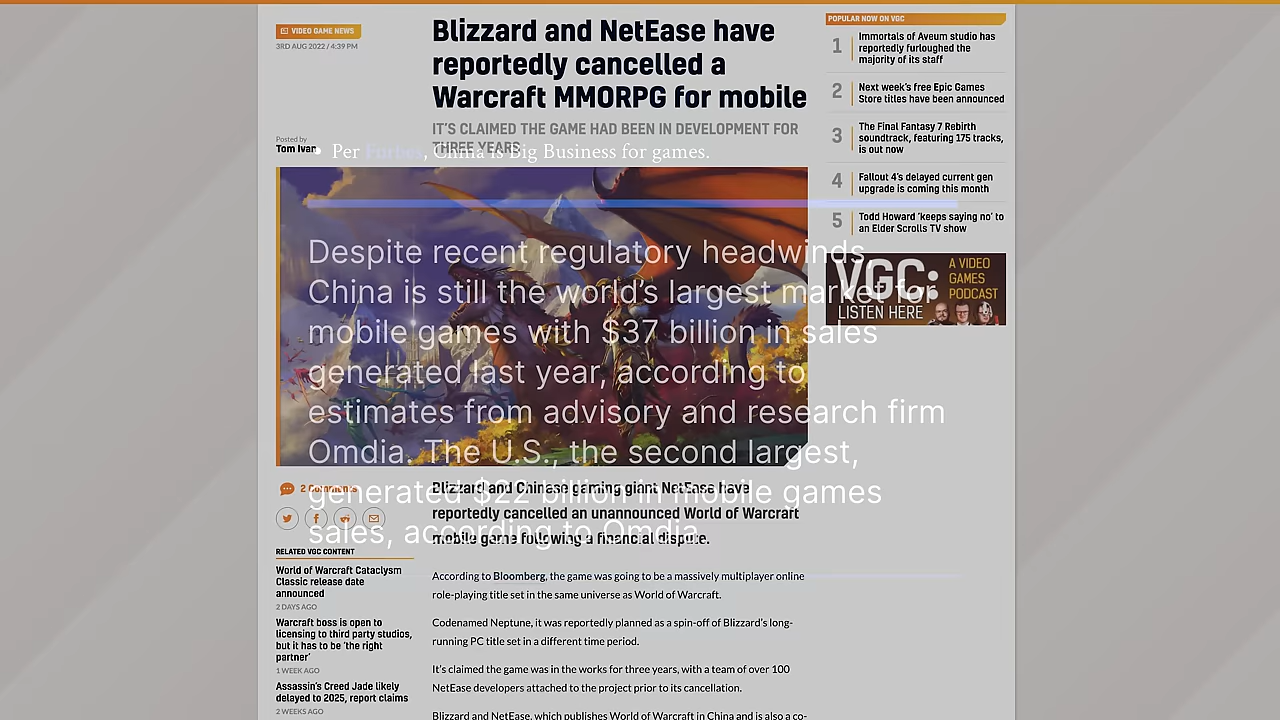 VIDEO GAME NEWS
3RD AUG 2022 / 4:39 PM
Posted by
Tom Ivan
Blizzard and NetEase have
reportedly cancelled a
Warcraft MMORPG for mobile
IT'S CLAIMED THE GAME HAD BEEN IN DEVELOPMENT FOR
THREE YEARS
• Per Forbes, China is Big Business for games.
Despite recent regulatory headwinds,
China is still the world's largest market for
mobile games with $37 billion in sales
generated last year, according to
estimates from advisory and research firm
Omdia. The U.S., the second largest,
generated $22 billion in mobile games
sales, according to Omdia.
2 Comments
RELATED VGC CONTENT
World of Warcraft Cataclysm
Classic release date
announced
2 DAYS AGO
Warcraft boss is open to
licensing to third party studios,
but it has to be 'the right
partner'
1 WEEK AGO
Assassin's Creed Jade likely
delayed to 2025, report claims
2 WEEKS AGO
Blizzard and Chinese gaming giant NetEase have
reportedly cancelled an unannounced World of Warcraft
mobile game following a financial dispute.
According to Bloomberg, the game was going to be a massively multiplayer online
role-playing title set in the same universe as World of Warcraft.
Codenamed Neptune, it was reportedly planned as a spin-off of Blizzard's long-
running PC title set in a different time period.
It's claimed the game was in the works for three years, with a team of over 100
NetEase developers attached to the project prior to its cancellation.
Blizzard and NetEase, which publishes World of Warcraft in China and is also a co-
POPULAR NOW ON VGC
1 Immortals of Aveum studio has
reportedly furloughed the
majority of its staff
2 Next week's free Epic Games
Store titles have been announced
3 The Final Fantasy 7 Rebirth
soundtrack, featuring 175 tracks,
is out now
4 Fallout 4's delayed current gen
upgrade is coming this month
5 Todd Howard 'keeps saying no' to
an Elder Scrolls TV show
VGC:
A VIDEO
GAMES
PODCAST
LISTEN HERE